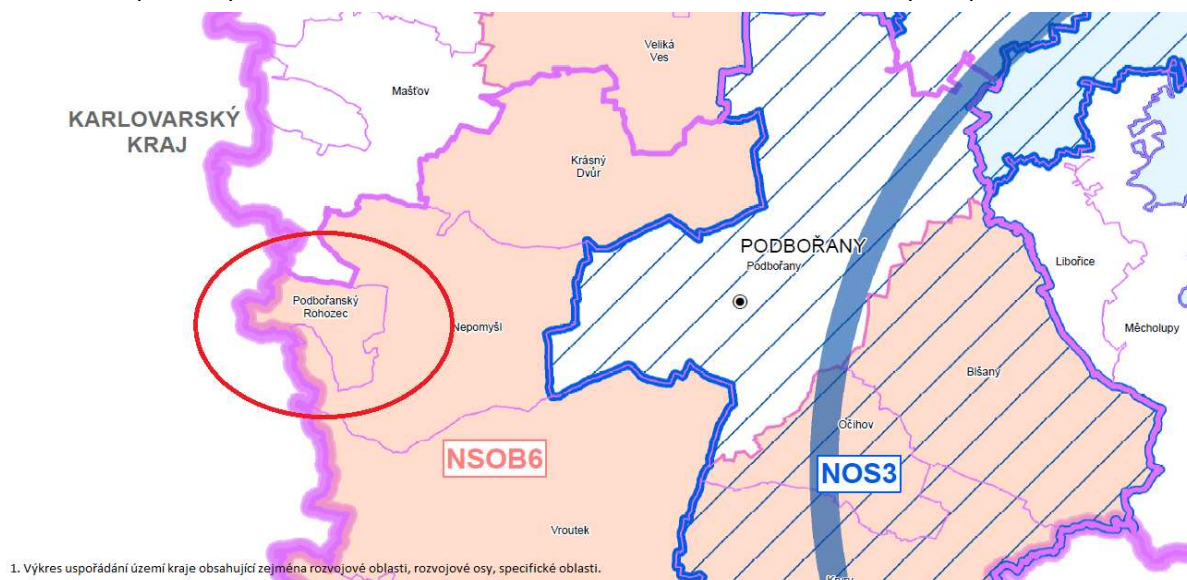 Veliká
Ves
Mašťov
KARLOVARSKÝ
KRAJ
Krásný
Dvůr
PODBOŘANY
Podbořany
Libořice
Podbořanský
Rohozec
Nepomyšl
Měcholupy
Blšany
Očihov
NSOB6
NOS3
Vroutek
1. Výkres uspořádání území kraje obsahující zejména rozvojové oblasti, rozvojové osy, specifické oblasti.